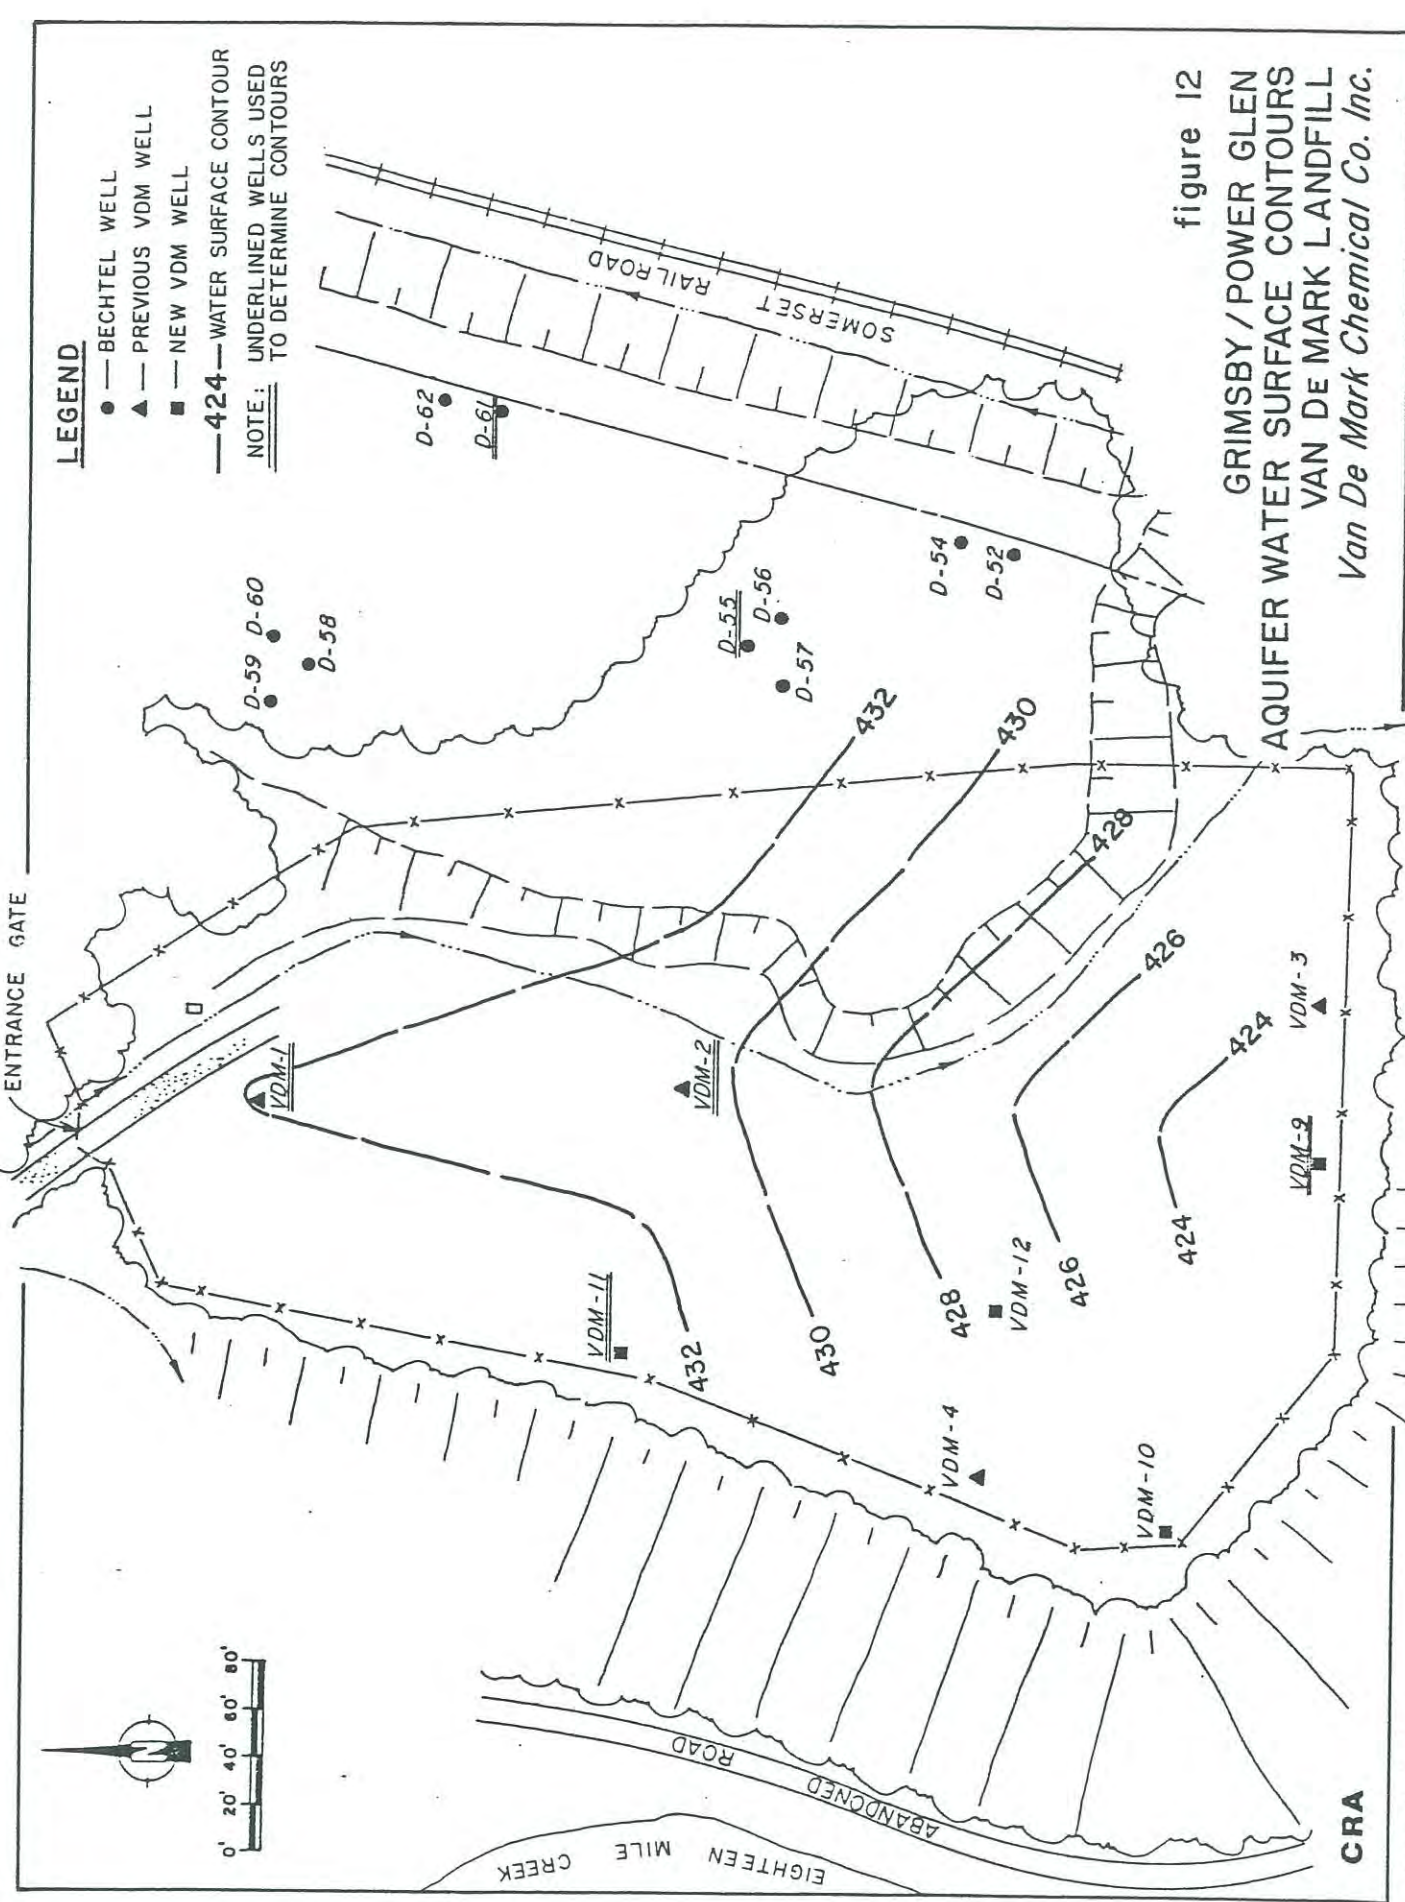 LEGEND
● — BECHTEL WELL
▲ — PREVIOUS VDM WELL
■ — NEW VDM WELL
—424— WATER SURFACE CONTOUR
NOTE: UNDERLINED WELLS USED
TO DETERMINE CONTOURS
ENTRANCE GATE
D-62
D-61
D-60
D-59
D-58
D-55
D-56
D-57
D-54
D-52
SOMERSET RAILROAD
VDM-1
VDM-2
VDM-3
VDM-9
VDM-11
VDM-12
VDM-4
VDM-10
432
430
428
426
424
432
430
428
426
424
0' 20' 40' 60' 80'
N
EIGHTEEN MILE CREEK
ABANDONED ROAD
figure 12
GRIMSBY/POWER GLEN
AQUIFER WATER SURFACE CONTOURS
VAN DE MARK LANDFILL
Van De Mark Chemical Co. Inc.
CRA